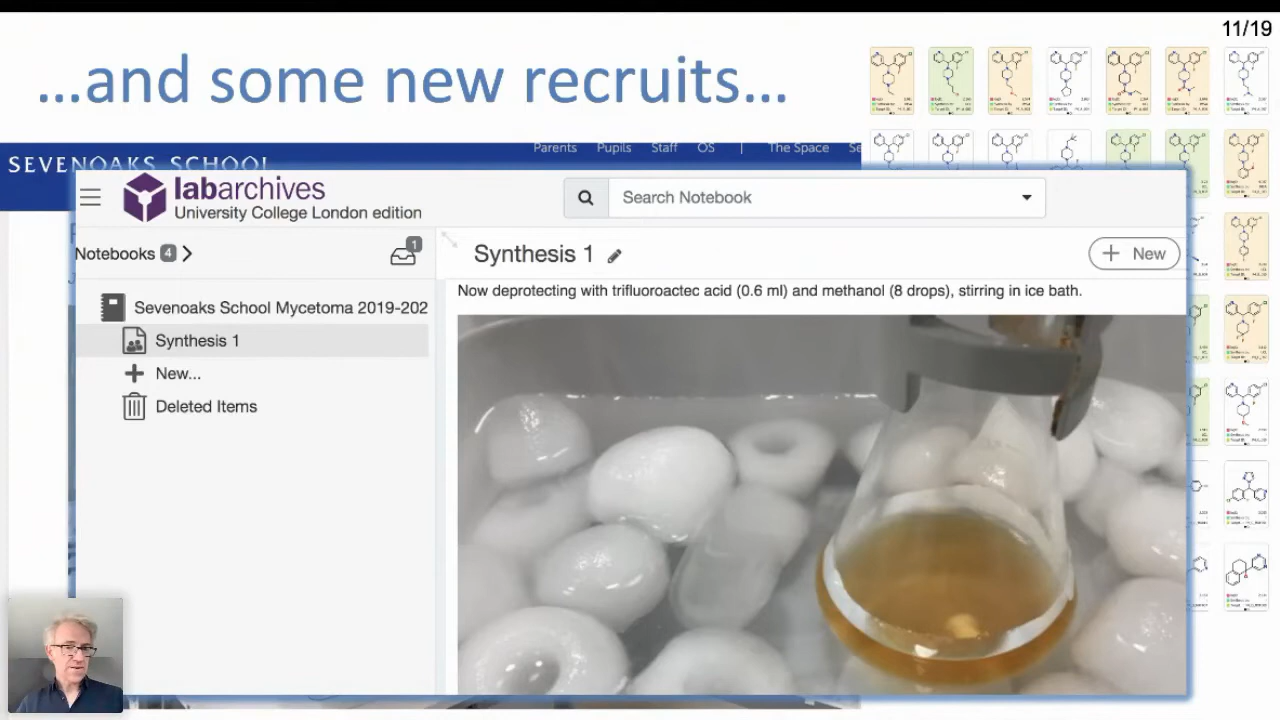 11/19
…and some new recruits…
SEVENOAKS SCHOOL
Parents Pupils Staff OS | The Space Se
labarchives
University College London edition
Search Notebook
Notebooks 4
1
Synthesis 1
New
Now deprotecting with trifluoroactec acid (0.6 ml) and methanol (8 drops), stirring in ice bath.
Sevenoaks School Mycetoma 2019-202
Synthesis 1
New...
Deleted Items